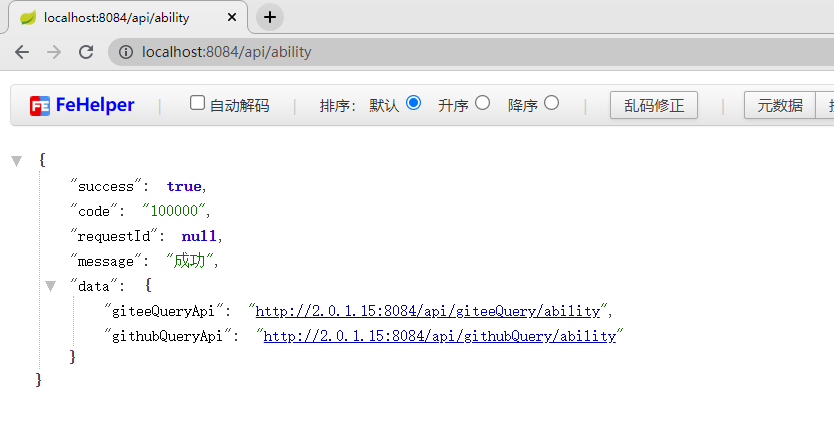 localhost:8084/api/ability
localhost:8084/api/ability
FE FeHelper | 自动解码 | 排序: 默认 升序 降序 | 乱码修正 | 元数据
{
"success": true,
"code": "100000",
"requestId": null,
"message": "成功",
"data": {
"giteeQueryApi": "http://2.0.1.15:8084/api/giteeQuery/ability",
"githubQueryApi": "http://2.0.1.15:8084/api/githubQuery/ability"
}
}